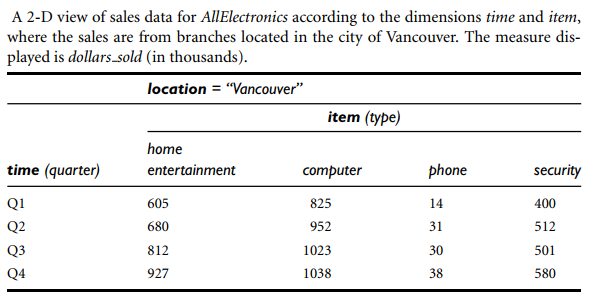 A 2-D view of sales data for AllElectronics according to the dimensions time and item,
where the sales are from branches located in the city of Vancouver. The measure dis-
played is dollars_sold (in thousands).
location = “Vancouver”
item (type)
home
time (quarter) entertainment computer phone security
Q1 605 825 14 400
Q2 680 952 31 512
Q3 812 1023 30 501
Q4 927 1038 38 580